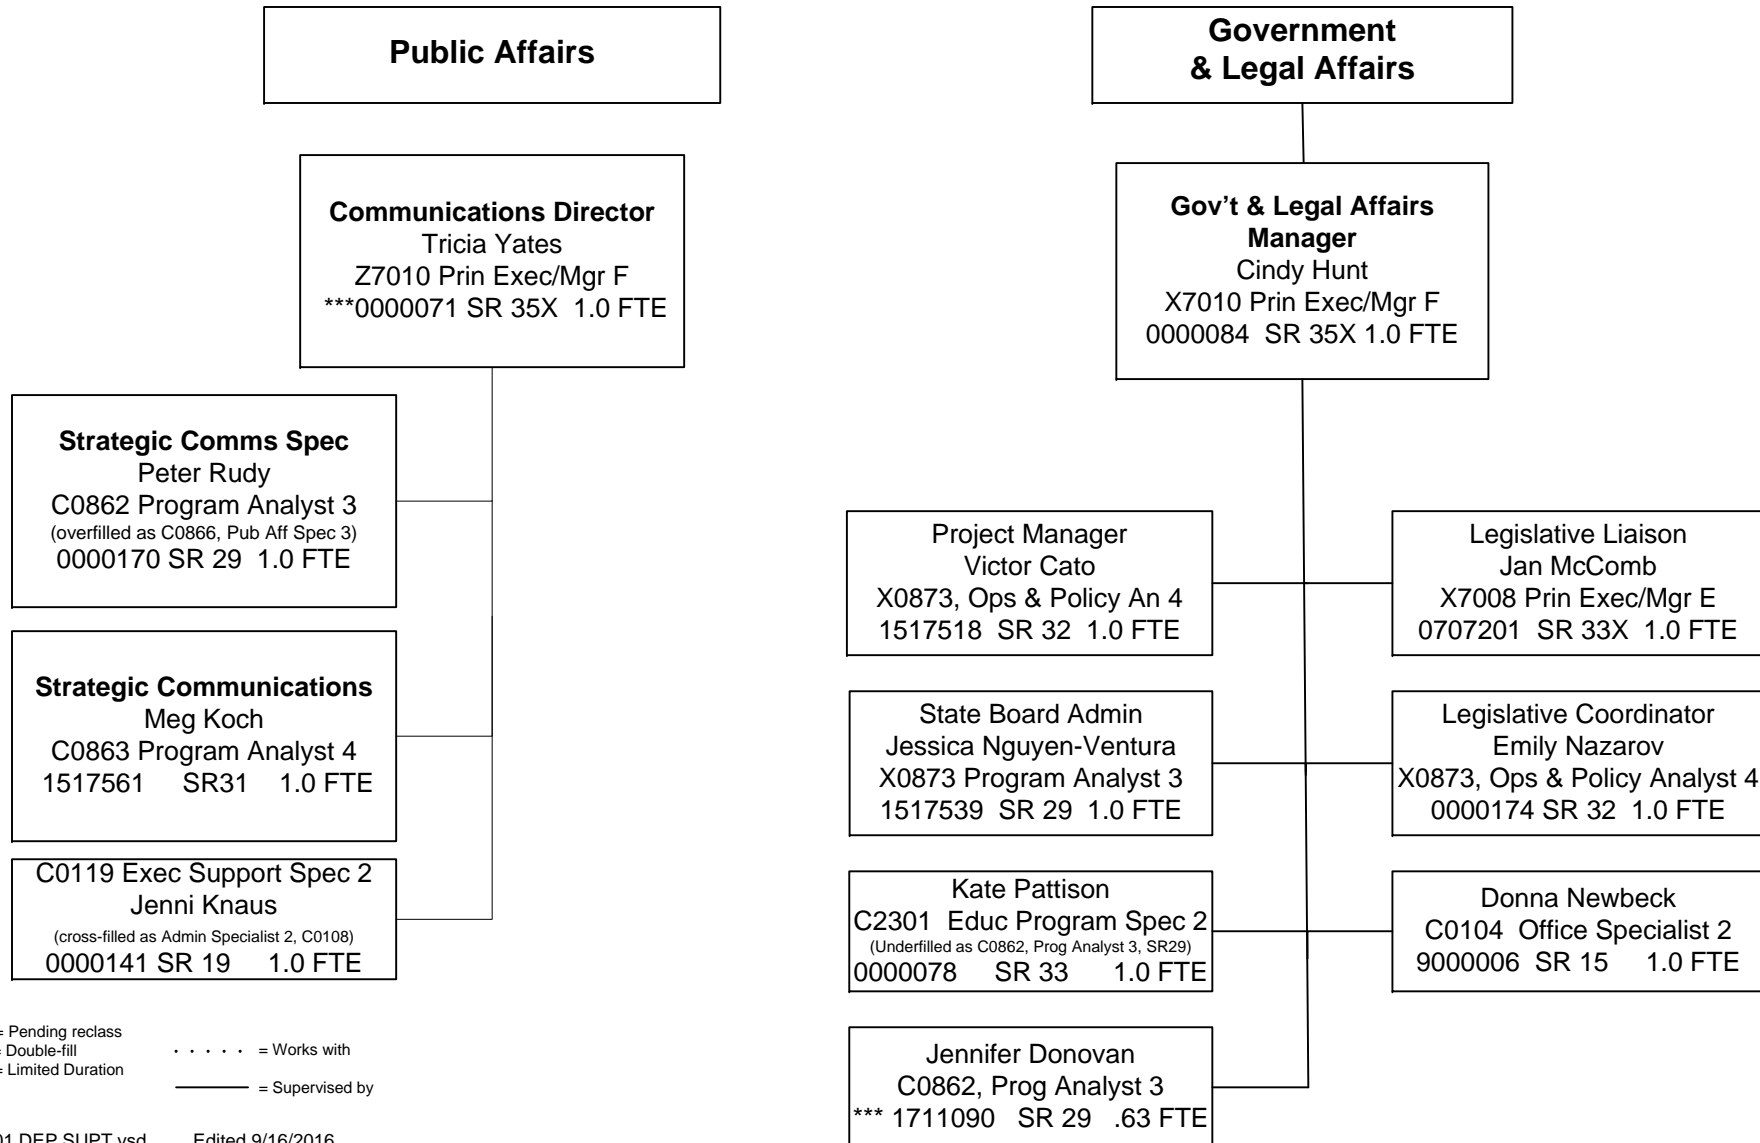 Public Affairs
Communications Director
Tricia Yates
Z7010 Prin Exec/Mgr F
***0000071 SR 35X 1.0 FTE
Strategic Comms Spec
Peter Rudy
C0862 Program Analyst 3
(overfilled as C0866, Pub Aff Spec 3)
0000170 SR 29 1.0 FTE
Strategic Communications
Meg Koch
C0863 Program Analyst 4
1517561 SR31 1.0 FTE
C0119 Exec Support Spec 2
Jenni Knaus
(cross-filled as Admin Specialist 2, C0108)
0000141 SR 19 1.0 FTE
Government
& Legal Affairs
Gov't & Legal Affairs
Manager
Cindy Hunt
X7010 Prin Exec/Mgr F
0000084 SR 35X 1.0 FTE
Project Manager
Victor Cato
X0873, Ops & Policy An 4
1517518 SR 32 1.0 FTE
Legislative Liaison
Jan McComb
X7008 Prin Exec/Mgr E
0707201 SR 33X 1.0 FTE
State Board Admin
Jessica Nguyen-Ventura
X0873 Program Analyst 3
1517539 SR 29 1.0 FTE
Legislative Coordinator
Emily Nazarov
X0873, Ops & Policy Analyst 4
0000174 SR 32 1.0 FTE
Kate Pattison
C2301 Educ Program Spec 2
(Underfilled as C0862, Prog Analyst 3, SR29)
0000078 SR 33 1.0 FTE
Donna Newbeck
C0104 Office Specialist 2
9000006 SR 15 1.0 FTE
Jennifer Donovan
C0862, Prog Analyst 3
*** 1711090 SR 29 .63 FTE
= Pending reclass
= Double-fill
= Limited Duration
. . . . . = Works with
= Supervised by
01 DEP SUPT.vsd Edited 9/16/2016